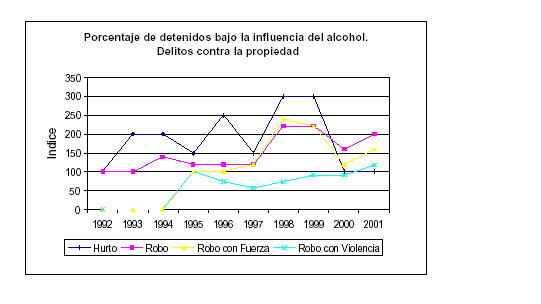 Porcentaje de detenidos bajo la influencia del alcohol.
Delitos contra la propiedad
Indice
350
300
250
200
150
100
50
0
1992 1993 1994 1995 1996 1997 1998 1999 2000 2001
Hurto Robo Robo con Fuerza Robo con Violencia